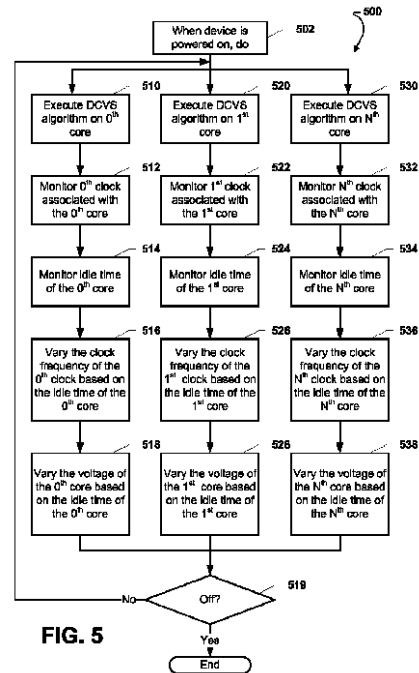 500
When device is
powered on, do
502
510
Execute DCVS
algorithm on 0th
core
512
Monitor 0th clock
associated with
the 0th core
514
Monitor idle time
of the 0th core
516
Vary the clock
frequency of the
0th clock based on
the idle time of the
0th core
518
Vary the voltage of
the 0th core based
on the idle time of
the 0th core
520
Execute DCVS
algorithm on 1st
core
522
Monitor 1st clock
associated with
the 1st core
524
Monitor idle time
of the 1st core
526
Vary the clock
frequency of the
1st clock based on
the idle time of the
1st core
526
Vary the voltage of
the 1st core based
on the idle time of
the 1st core
530
Execute DCVS
algorithm on Nth
core
532
Monitor Nth clock
associated with
the Nth core
534
Monitor idle time
of the Nth core
536
Vary the clock
frequency of the
Nth clock based on
the idle time of the
Nth core
538
Vary the voltage of
the Nth core based
on the idle time of
the Nth core
519
Off?
No
Yes
End
FIG. 5